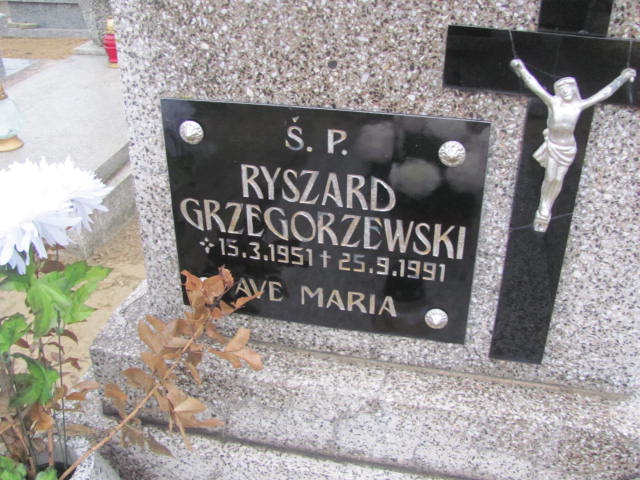 Ś. P.
RYSZARD
GRZEGORZEWSKI
* 15.3.1951 † 25.9.1991
AVE MARIA